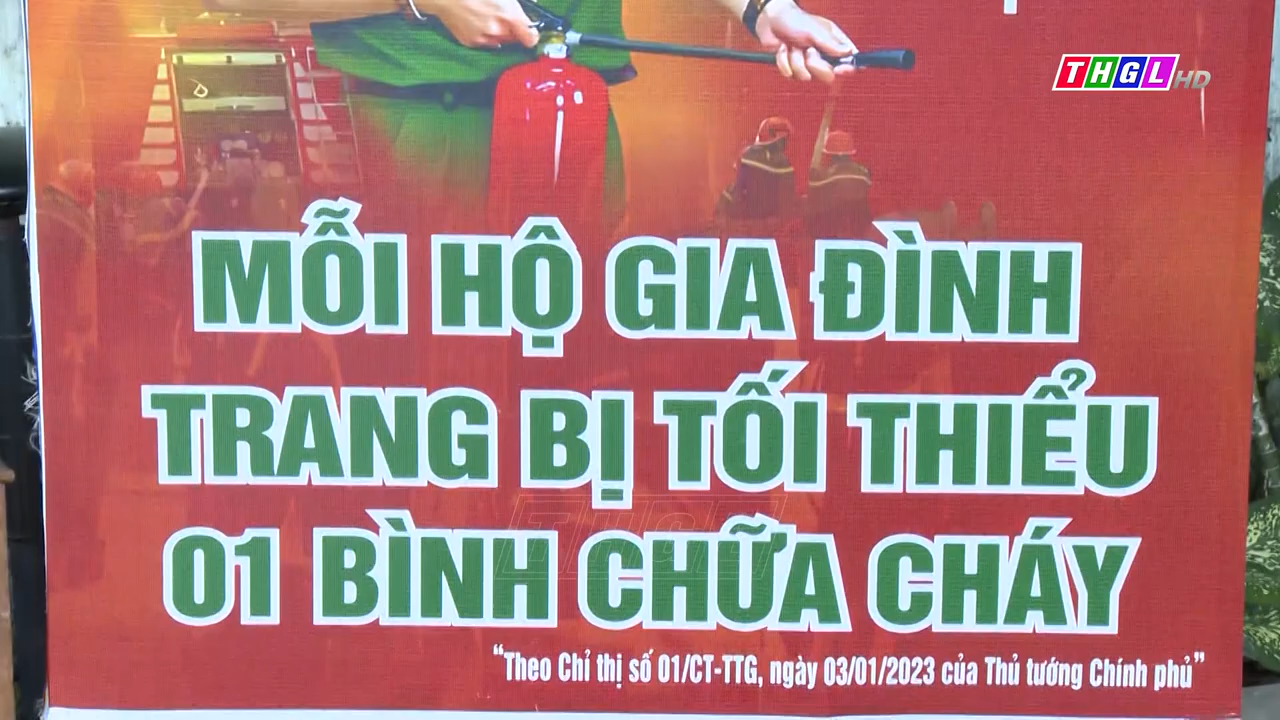 THGL HD
MỖI HỘ GIA ĐÌNH
TRANG BỊ TỐI THIỂU
01 BÌNH CHỮA CHÁY
"Theo Chỉ thị số 01/CT-TTG, ngày 03/01/2023 của Thủ tướng Chính phủ"
THGL